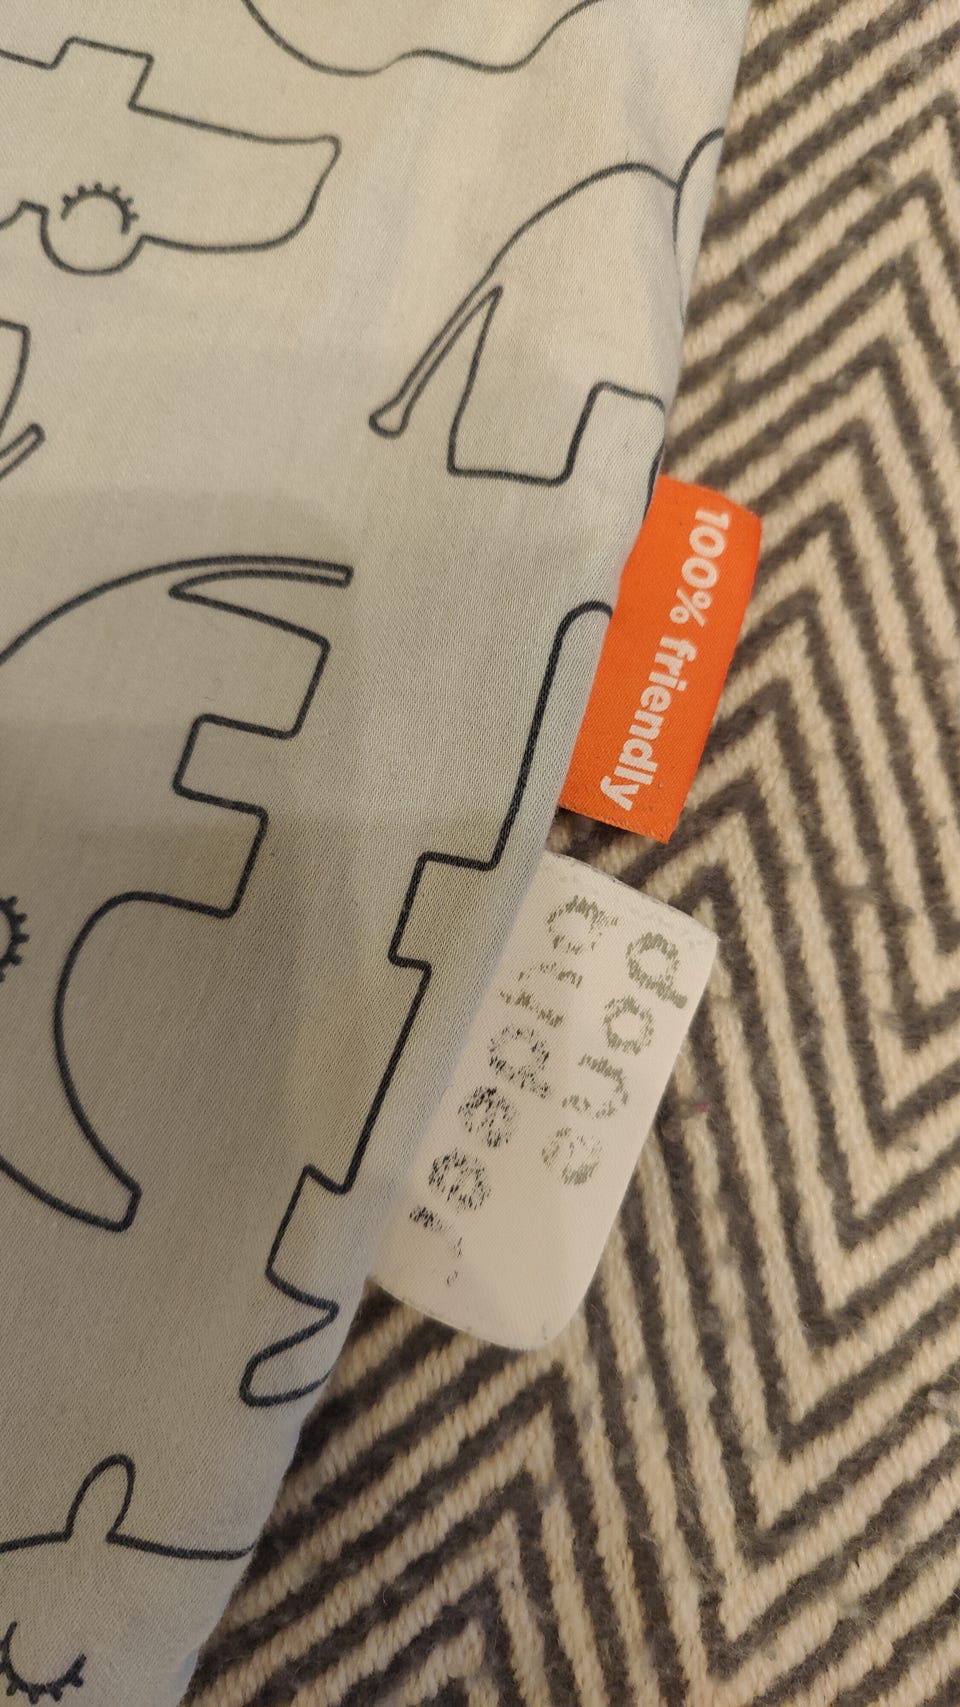 100% friendly
done
by deer